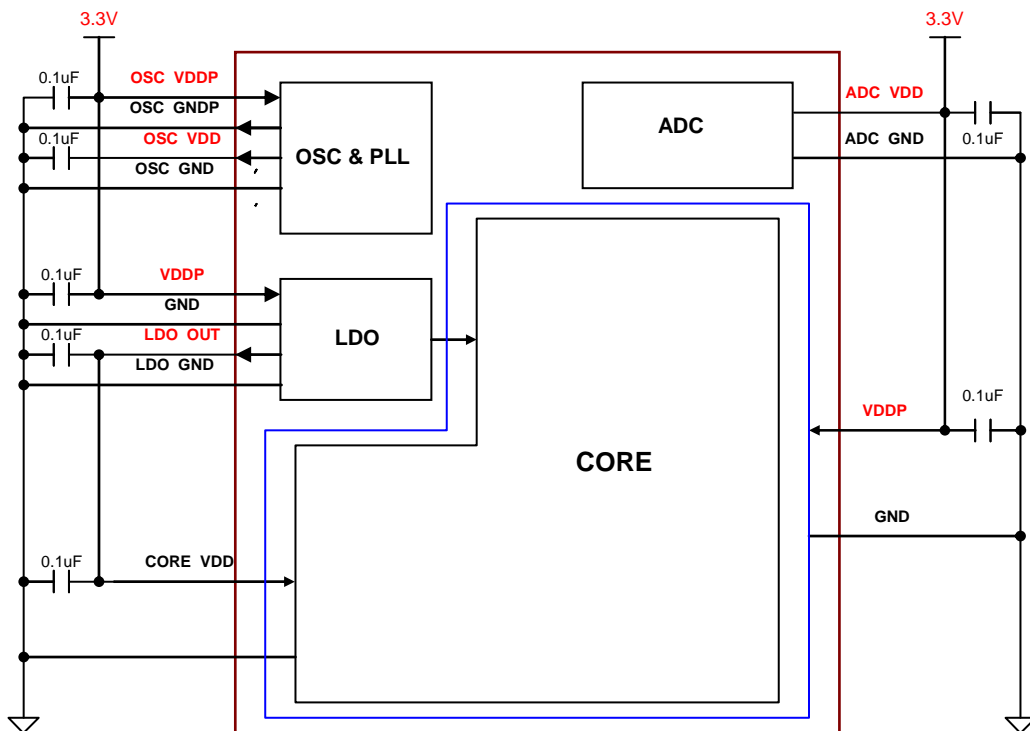 3.3V
3.3V
0.1uF
OSC VDDP
OSC GNDP
ADC VDD
ADC
0.1uF
OSC VDD
ADC GND
0.1uF
OSC & PLL
OSC GND
0.1uF
VDDP
GND
0.1uF
LDO OUT
LDO
LDO GND
0.1uF
VDDP
CORE
GND
0.1uF
CORE VDD